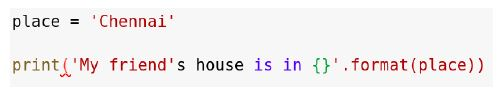 place = 'Chennai'
print('My friend's house is in {}'.format(place))